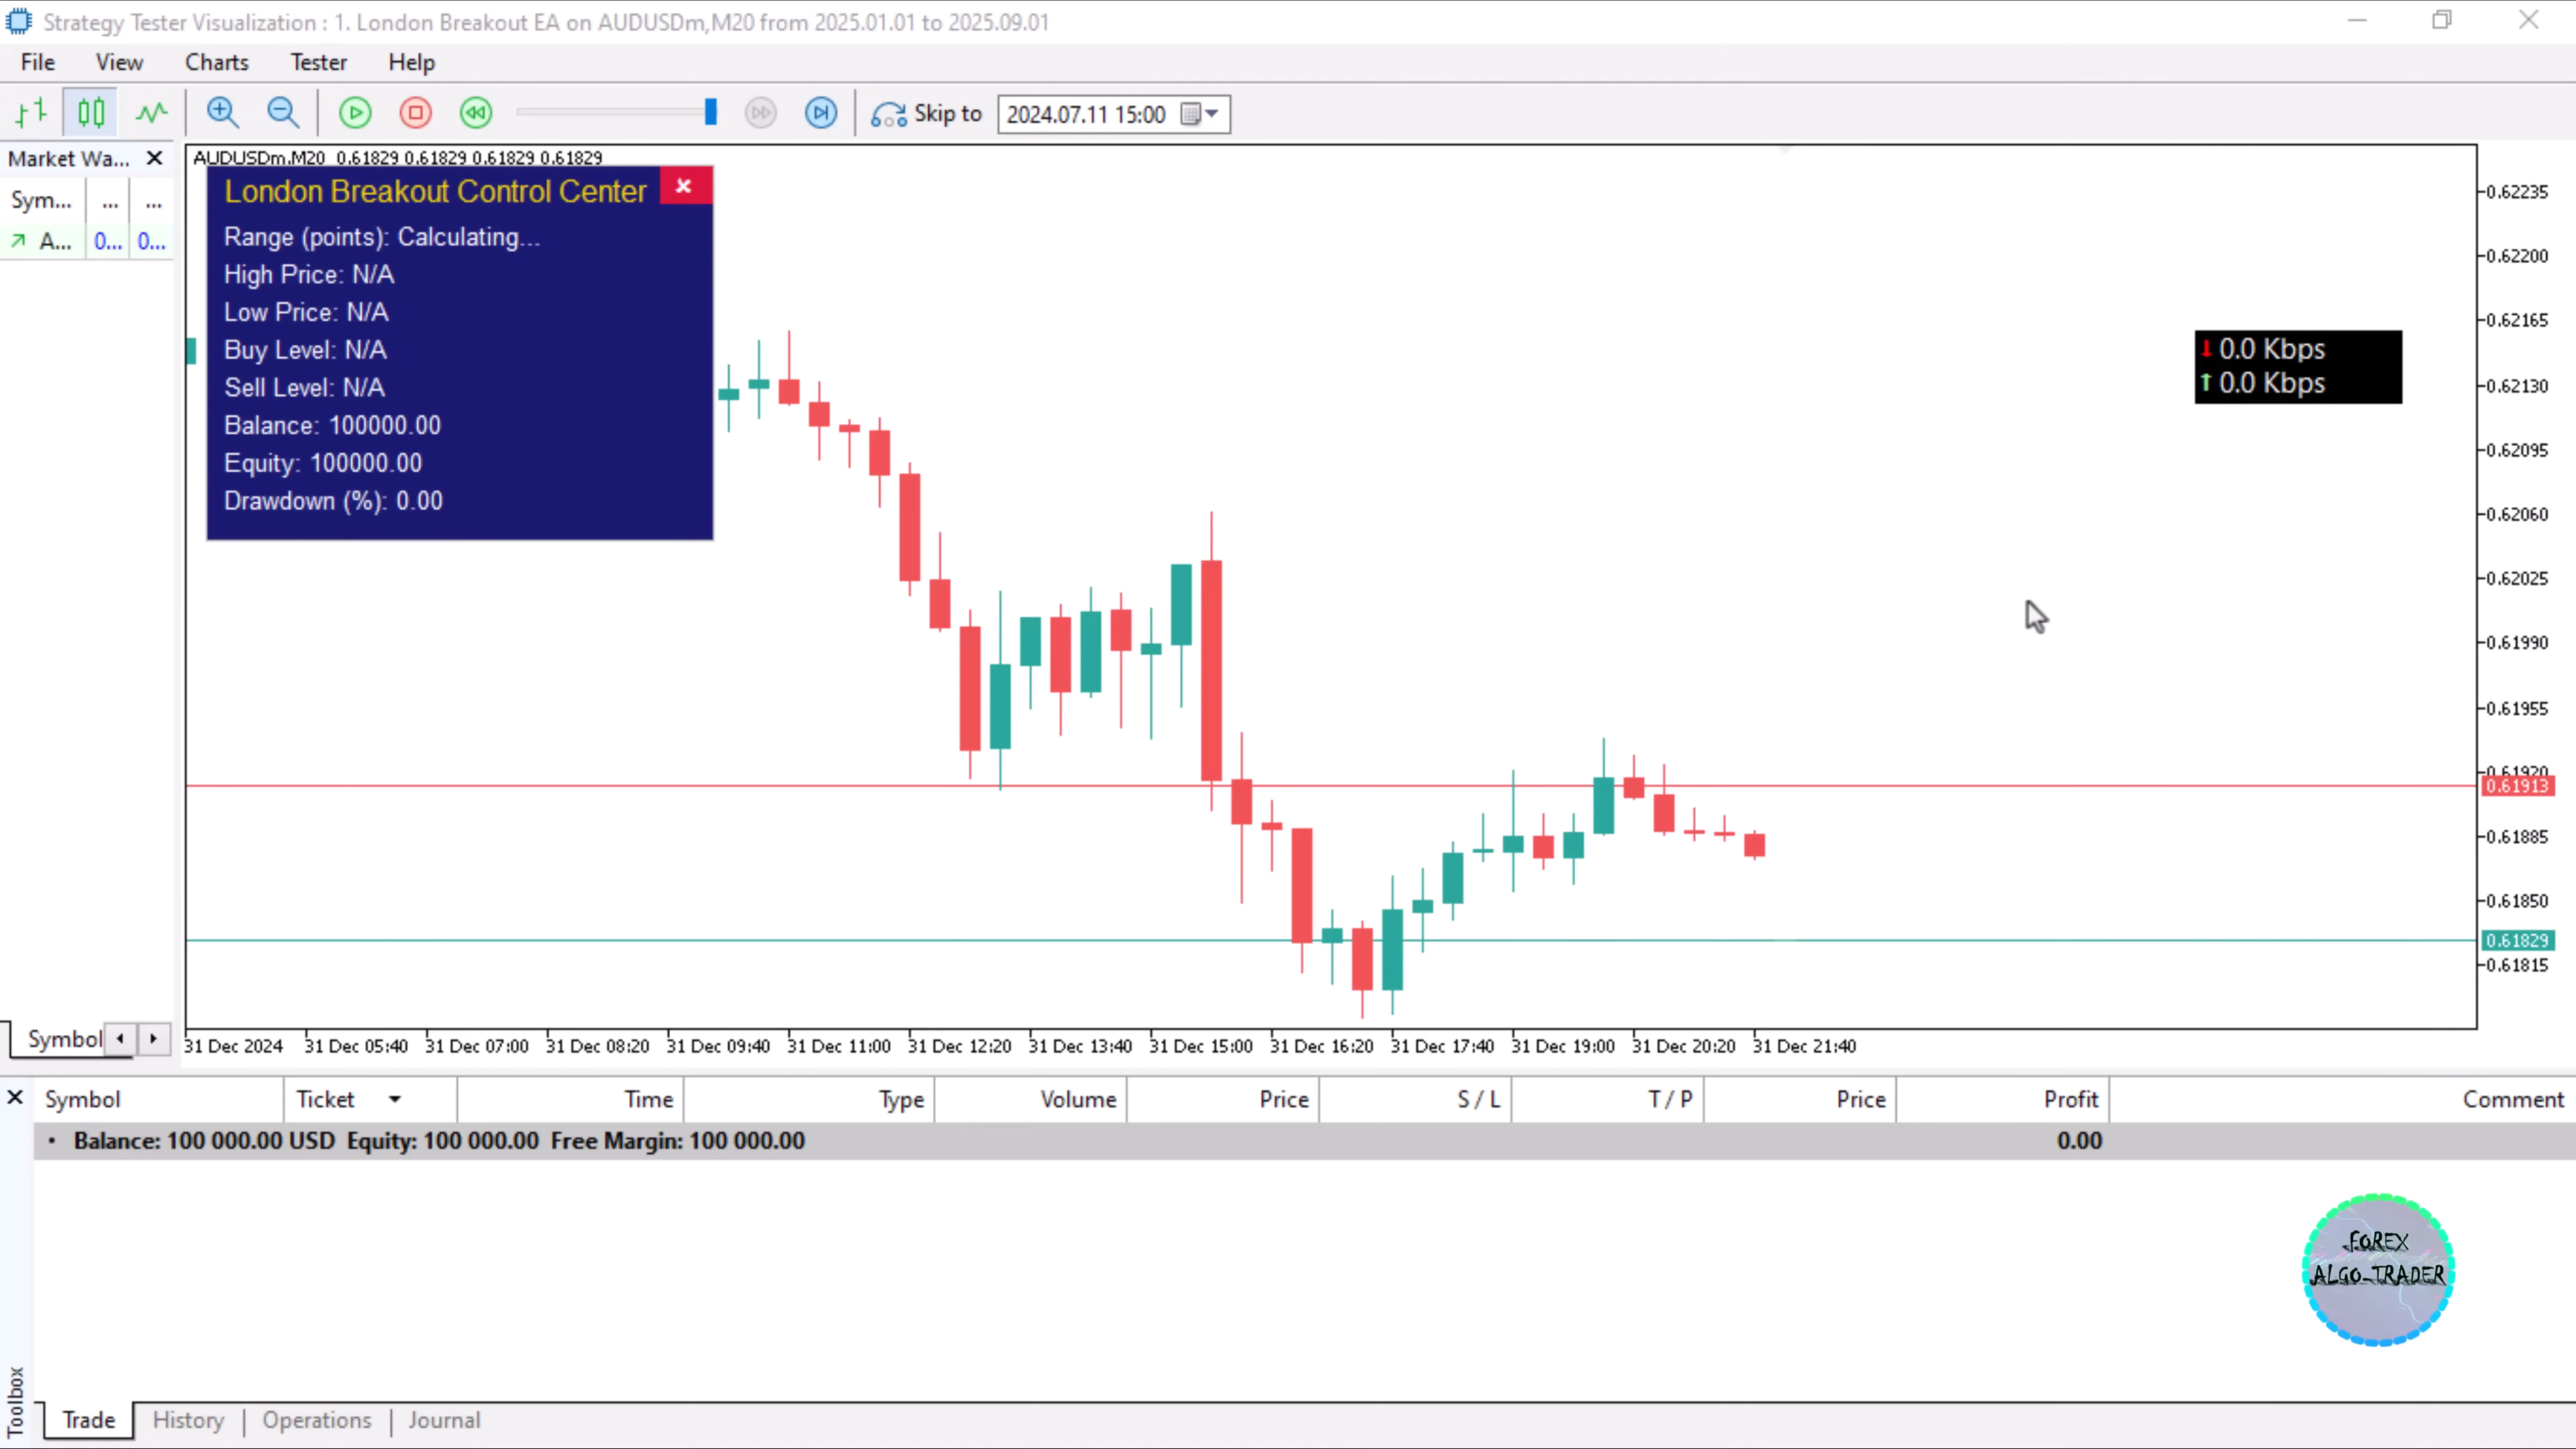 Strategy Tester Visualization : 1. London Breakout EA on AUDUSDm,M20 from 2025.01.01 to 2025.09.01
File View Charts Tester Help
Skip to 2024.07.11 15:00
Market Wa...
Sym... ... ...
A... 0... 0...
Symbol
AUDUSDm,M20 0.61829 0.61829 0.61829 0.61829
London Breakout Control Center
Range (points): Calculating...
High Price: N/A
Low Price: N/A
Buy Level: N/A
Sell Level: N/A
Balance: 100000.00
Equity: 100000.00
Drawdown (%): 0.00
0.0 Kbps
0.0 Kbps
0.62235
0.62200
0.62165
0.62130
0.62095
0.62060
0.62025
0.61990
0.61955
0.61920
0.61913
0.61885
0.61850
0.61829
0.61815
31 Dec 2024 31 Dec 05:40 31 Dec 07:00 31 Dec 08:20 31 Dec 09:40 31 Dec 11:00 31 Dec 12:20 31 Dec 13:40 31 Dec 15:00 31 Dec 16:20 31 Dec 17:40 31 Dec 19:00 31 Dec 20:20 31 Dec 21:40
Symbol Ticket Time Type Volume Price S / L T / P Price Profit Comment
Balance: 100 000.00 USD Equity: 100 000.00 Free Margin: 100 000.00 0.00
FOREX
ALGO-TRADER
Toolbox
Trade History Operations Journal